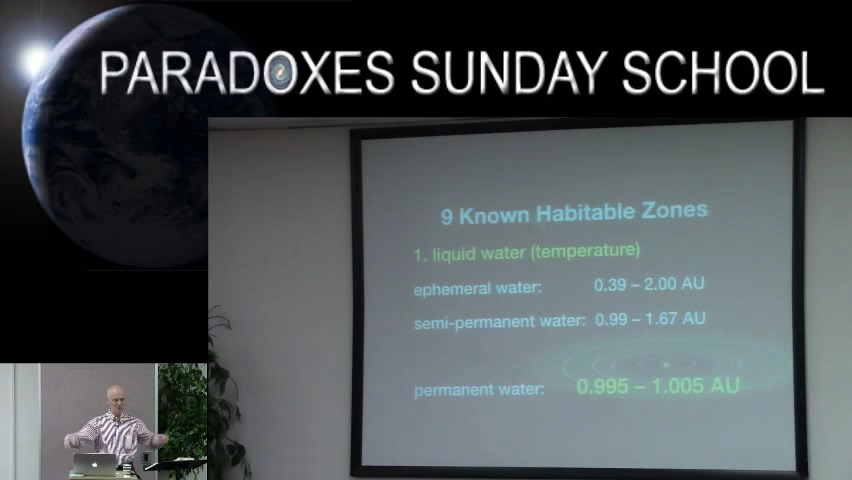 PARADOXES SUNDAY SCHOOL
9 Known Habitable Zones
1. liquid water (temperature)
ephemeral water: 0.39 – 2.00 AU
semi-permanent water: 0.99 – 1.67 AU
permanent water: 0.995 – 1.005 AU